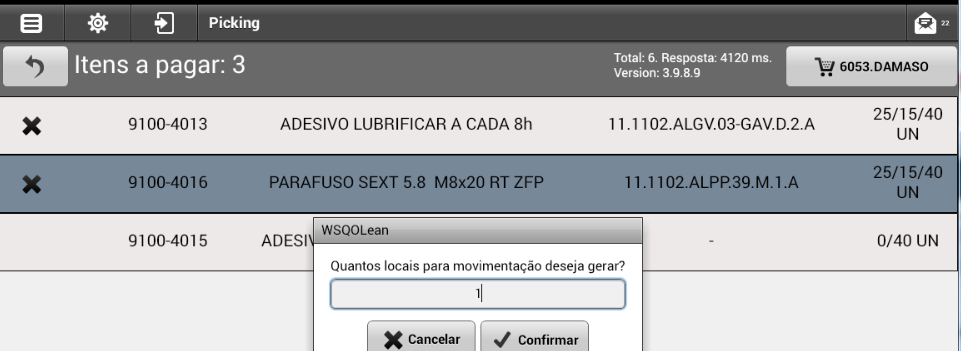 Picking
22
Itens a pagar: 3
Total: 6. Resposta: 4120 ms.
Version: 3.9.8.9
6053.DAMASO
9100-4013 ADESIVO LUBRIFICAR A CADA 8h 11.1102.ALGV.03-GAV.D.2.A 25/15/40 UN
9100-4016 PARAFUSO SEXT 5.8 M8x20 RT ZFP 11.1102.ALPP.39.M.1.A 25/15/40 UN
9100-4015 ADESIV - 0/40 UN
WSQOLean
Quantos locais para movimentação deseja gerar?
1
Cancelar Confirmar